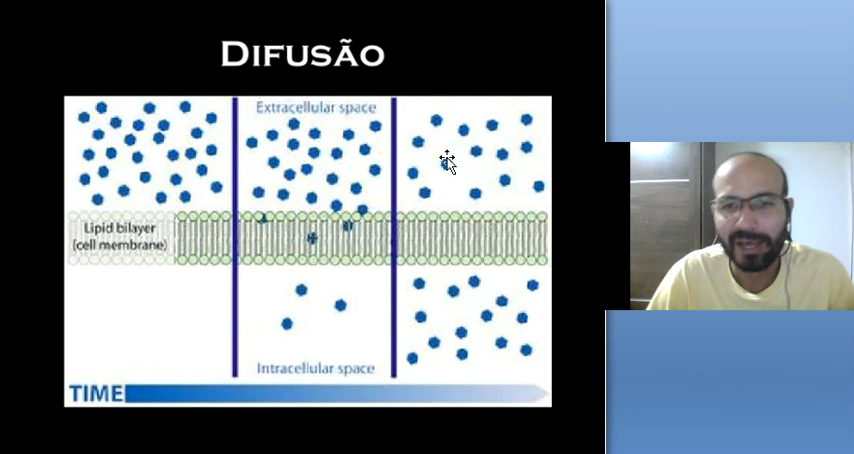 DIFUSÃO
Extracellular space
Lipid bilayer
(cell membrane)
Intracellular space
TIME